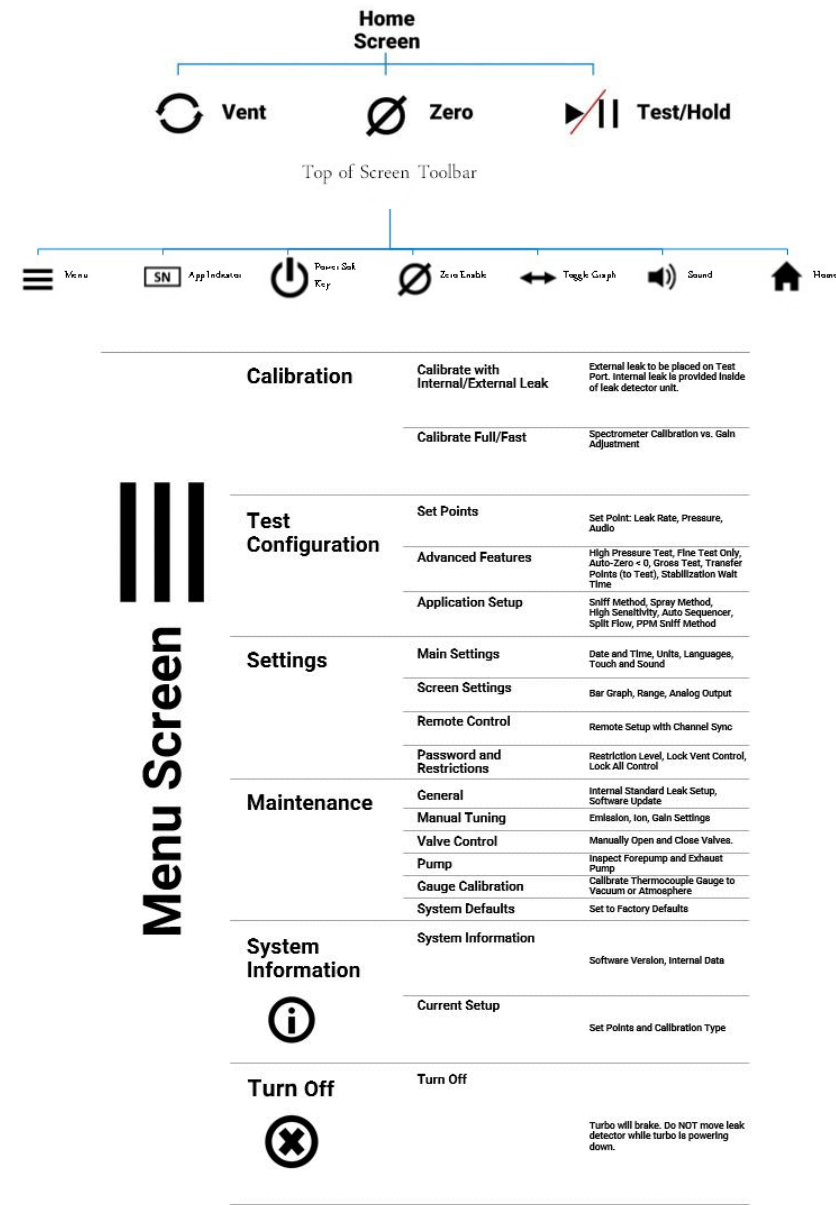 Home
Screen
Vent
Zero
Test/Hold
Top of Screen Toolbar
Menu
SN
App Indicator
Power Soft
Key
Zero Enable
Toggle Graph
Sound
Home
Menu Screen
Calibration
Calibrate with
Internal/External Leak
External leak to be placed on Test
Port. Internal leak is provided inside
of leak detector unit.
Calibrate Full/Fast
Spectrometer Calibration vs. Gain
Adjustment
Test
Configuration
Set Points
Set Point: Leak Rate, Pressure,
Audio
Advanced Features
High Pressure Test, Fine Test Only,
Auto-Zero < 0, Gross Test, Transfer
Points (to Test), Stabilization Wait
Time
Application Setup
Sniff Method, Spray Method,
High Sensitivity, Auto Sequencer,
Split Flow, PPM Sniff Method
Settings
Main Settings
Date and Time, Units, Languages,
Touch and Sound
Screen Settings
Bar Graph, Range, Analog Output
Remote Control
Remote Setup with Channel Sync
Password and
Restrictions
Restriction Level, Lock Vent Control,
Lock All Control
Maintenance
General
Internal Standard Leak Setup,
Software Update
Manual Tuning
Emission, Ion, Gain Settings
Valve Control
Manually Open and Close Valves.
Pump
Inspect Forepump and Exhaust
Pump
Gauge Calibration
Calibrate Thermocouple Gauge to
Vacuum or Atmosphere
System Defaults
Set to Factory Defaults
System
Information
System Information
Software Version, Internal Data
Current Setup
Set Points and Calibration Type
Turn Off
Turn Off
Turbo will brake. Do NOT move leak
detector while turbo is powering
down.